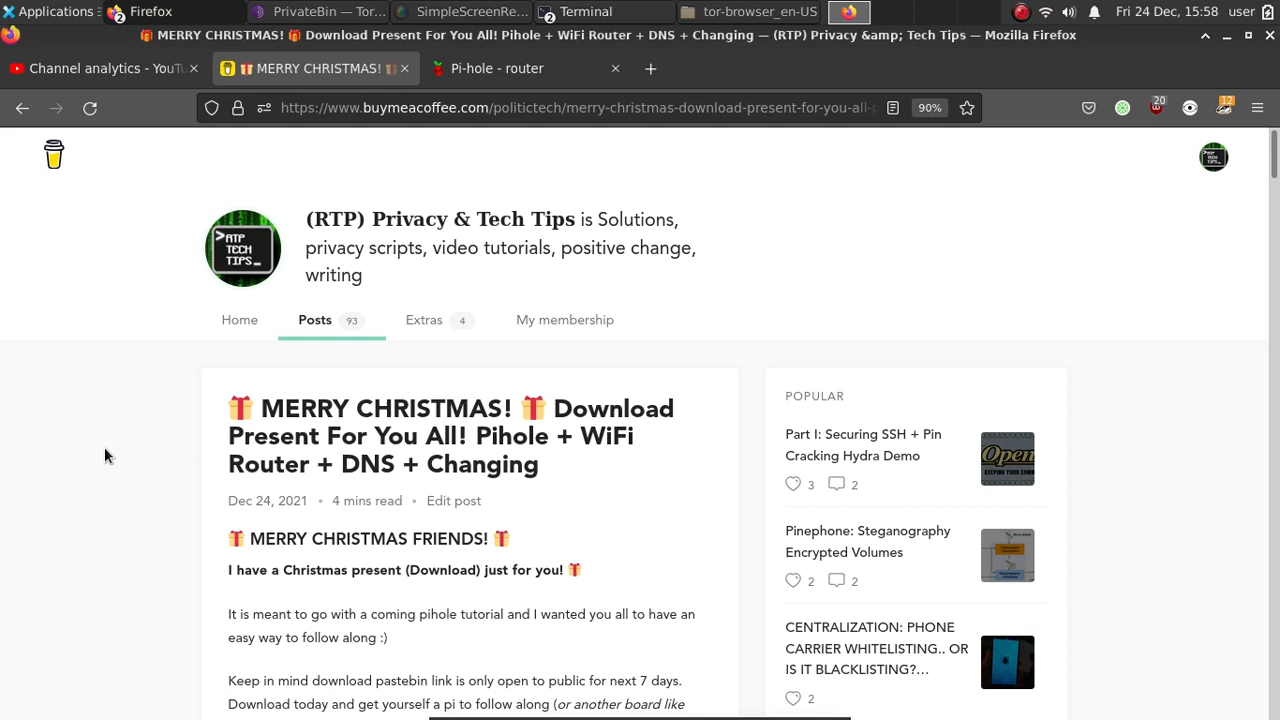 Applications
Firefox
PrivateBin — Tor...
SimpleScreenRe...
Terminal
tor-browser_en-US
Fri 24 Dec, 15:58
user
🎁 MERRY CHRISTMAS! 🎁 Download Present For You All! Pihole + WiFi Router + DNS + Changing — (RTP) Privacy &amp; Tech Tips — Mozilla Firefox
Channel analytics - YouTu
🎁 MERRY CHRISTMAS! 🎁
Pi-hole - router
https://www.buymeacoffee.com/politictech/merry-christmas-download-present-for-you-all-p
90%
20
12
RTP
TECH
TIPS_
(RTP) Privacy & Tech Tips is Solutions,
privacy scripts, video tutorials, positive change,
writing
Home
Posts 93
Extras 4
My membership
🎁 MERRY CHRISTMAS! 🎁 Download
Present For You All! Pihole + WiFi
Router + DNS + Changing
Dec 24, 2021 • 4 mins read • Edit post
🎁 MERRY CHRISTMAS FRIENDS! 🎁
I have a Christmas present (Download) just for you! 🎁
It is meant to go with a coming pihole tutorial and I wanted you all to have an
easy way to follow along :)
Keep in mind download pastebin link is only open to public for next 7 days.
Download today and get yourself a pi to follow along (or another board like
POPULAR
Part I: Securing SSH + Pin
Cracking Hydra Demo
3 2
Open
Pinephone: Steganography
Encrypted Volumes
2 2
CENTRALIZATION: PHONE
CARRIER WHITELISTING.. OR
IS IT BLACKLISTING?...
2